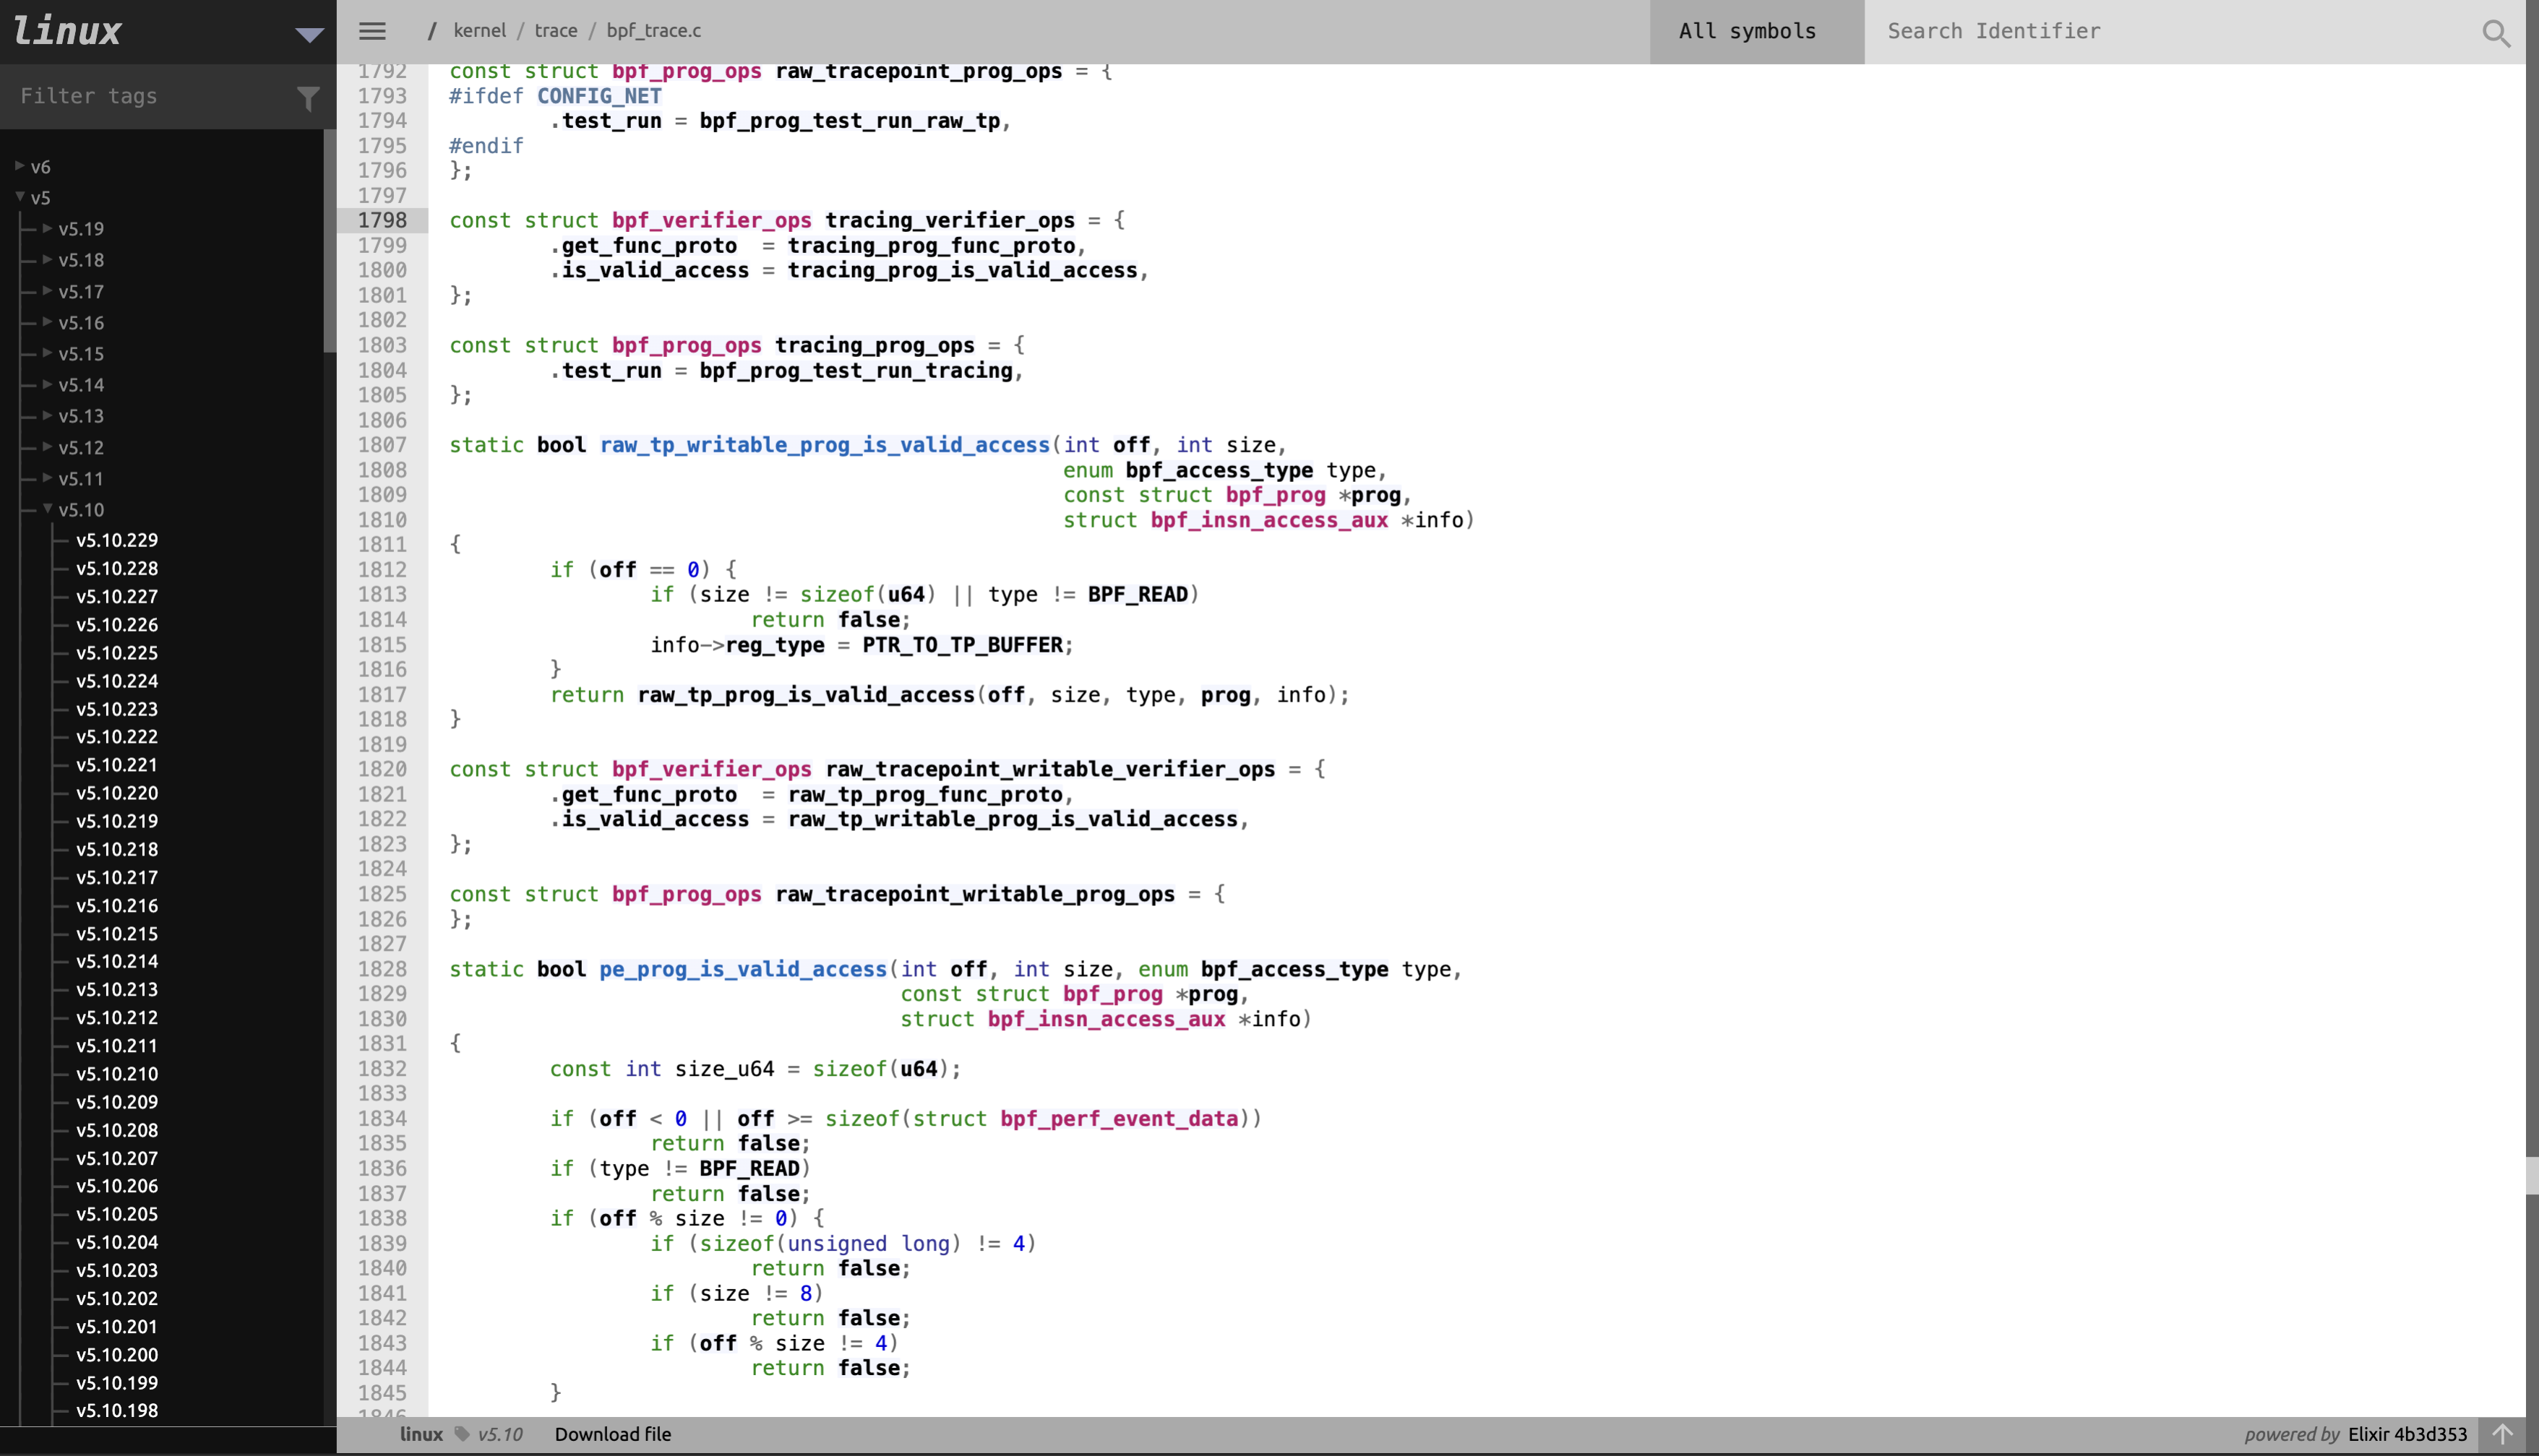 linux
/ kernel / trace / bpf_trace.c
All symbols
Search Identifier
Filter tags
v6
v5
v5.19
v5.18
v5.17
v5.16
v5.15
v5.14
v5.13
v5.12
v5.11
v5.10
v5.10.229
v5.10.228
v5.10.227
v5.10.226
v5.10.225
v5.10.224
v5.10.223
v5.10.222
v5.10.221
v5.10.220
v5.10.219
v5.10.218
v5.10.217
v5.10.216
v5.10.215
v5.10.214
v5.10.213
v5.10.212
v5.10.211
v5.10.210
v5.10.209
v5.10.208
v5.10.207
v5.10.206
v5.10.205
v5.10.204
v5.10.203
v5.10.202
v5.10.201
v5.10.200
v5.10.199
v5.10.198
1792 const struct bpf_prog_ops raw_tracepoint_prog_ops = {
1793 #ifdef CONFIG_NET
1794 .test_run = bpf_prog_test_run_raw_tp,
1795 #endif
1796 };
1797
1798 const struct bpf_verifier_ops tracing_verifier_ops = {
1799 .get_func_proto  = tracing_prog_func_proto,
1800 .is_valid_access = tracing_prog_is_valid_access,
1801 };
1802
1803 const struct bpf_prog_ops tracing_prog_ops = {
1804 .test_run = bpf_prog_test_run_tracing,
1805 };
1806
1807 static bool raw_tp_writable_prog_is_valid_access(int off, int size,
1808 enum bpf_access_type type,
1809 const struct bpf_prog *prog,
1810 struct bpf_insn_access_aux *info)
1811 {
1812 if (off == 0) {
1813 if (size != sizeof(u64) || type != BPF_READ)
1814 return false;
1815 info->reg_type = PTR_TO_TP_BUFFER;
1816 }
1817 return raw_tp_prog_is_valid_access(off, size, type, prog, info);
1818 }
1819
1820 const struct bpf_verifier_ops raw_tracepoint_writable_verifier_ops = {
1821 .get_func_proto  = raw_tp_prog_func_proto,
1822 .is_valid_access = raw_tp_writable_prog_is_valid_access,
1823 };
1824
1825 const struct bpf_prog_ops raw_tracepoint_writable_prog_ops = {
1826 };
1827
1828 static bool pe_prog_is_valid_access(int off, int size, enum bpf_access_type type,
1829 const struct bpf_prog *prog,
1830 struct bpf_insn_access_aux *info)
1831 {
1832 const int size_u64 = sizeof(u64);
1833
1834 if (off < 0 || off >= sizeof(struct bpf_perf_event_data))
1835 return false;
1836 if (type != BPF_READ)
1837 return false;
1838 if (off % size != 0) {
1839 if (sizeof(unsigned long) != 4)
1840 return false;
1841 if (size != 8)
1842 return false;
1843 if (off % size != 4)
1844 return false;
1845 }
1846
linux v5.10 Download file
powered by Elixir 4b3d353